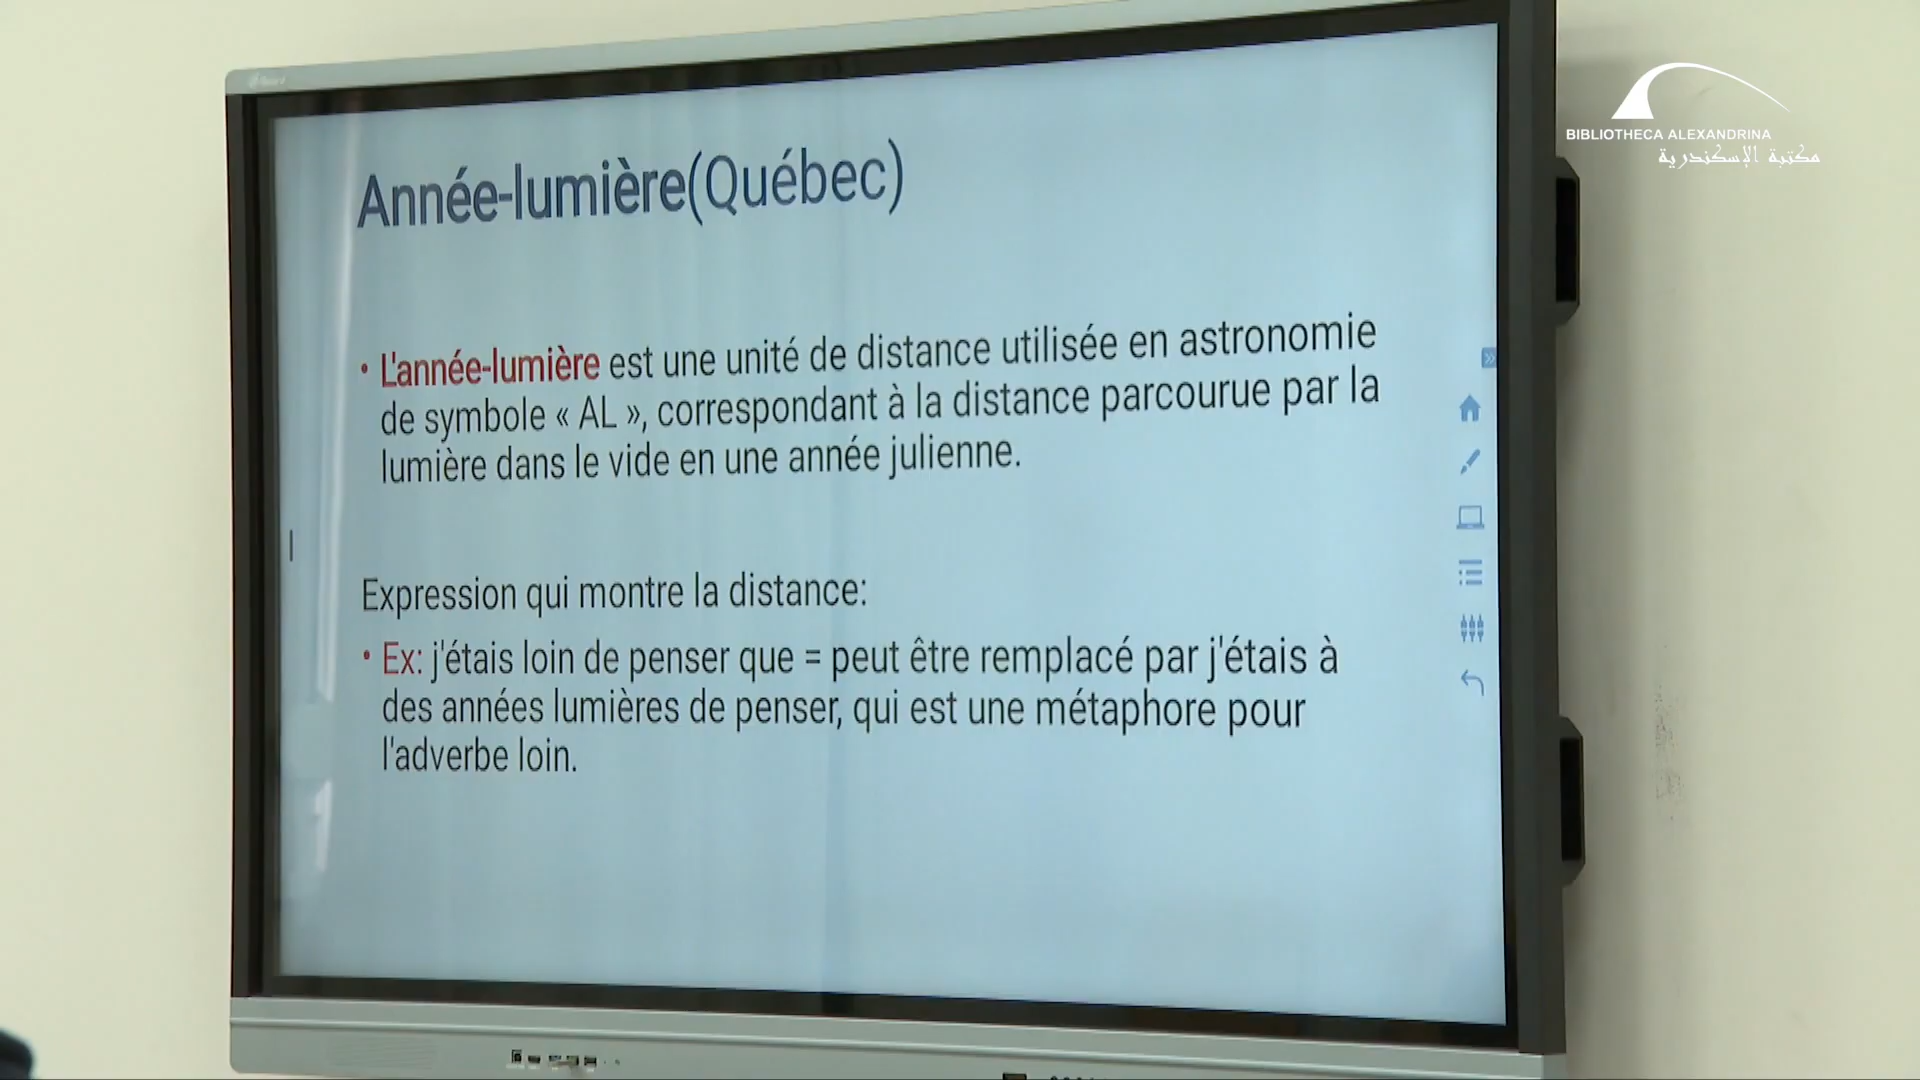 BIBLIOTHECA ALEXANDRINA
مكتبة الإسكندرية
Année-lumière(Québec)
• L'année-lumière est une unité de distance utilisée en astronomie
de symbole « AL », correspondant à la distance parcourue par la
lumière dans le vide en une année julienne.
Expression qui montre la distance:
• Ex: j'étais loin de penser que = peut être remplacé par j'étais à
des années lumières de penser, qui est une métaphore pour
l'adverbe loin.